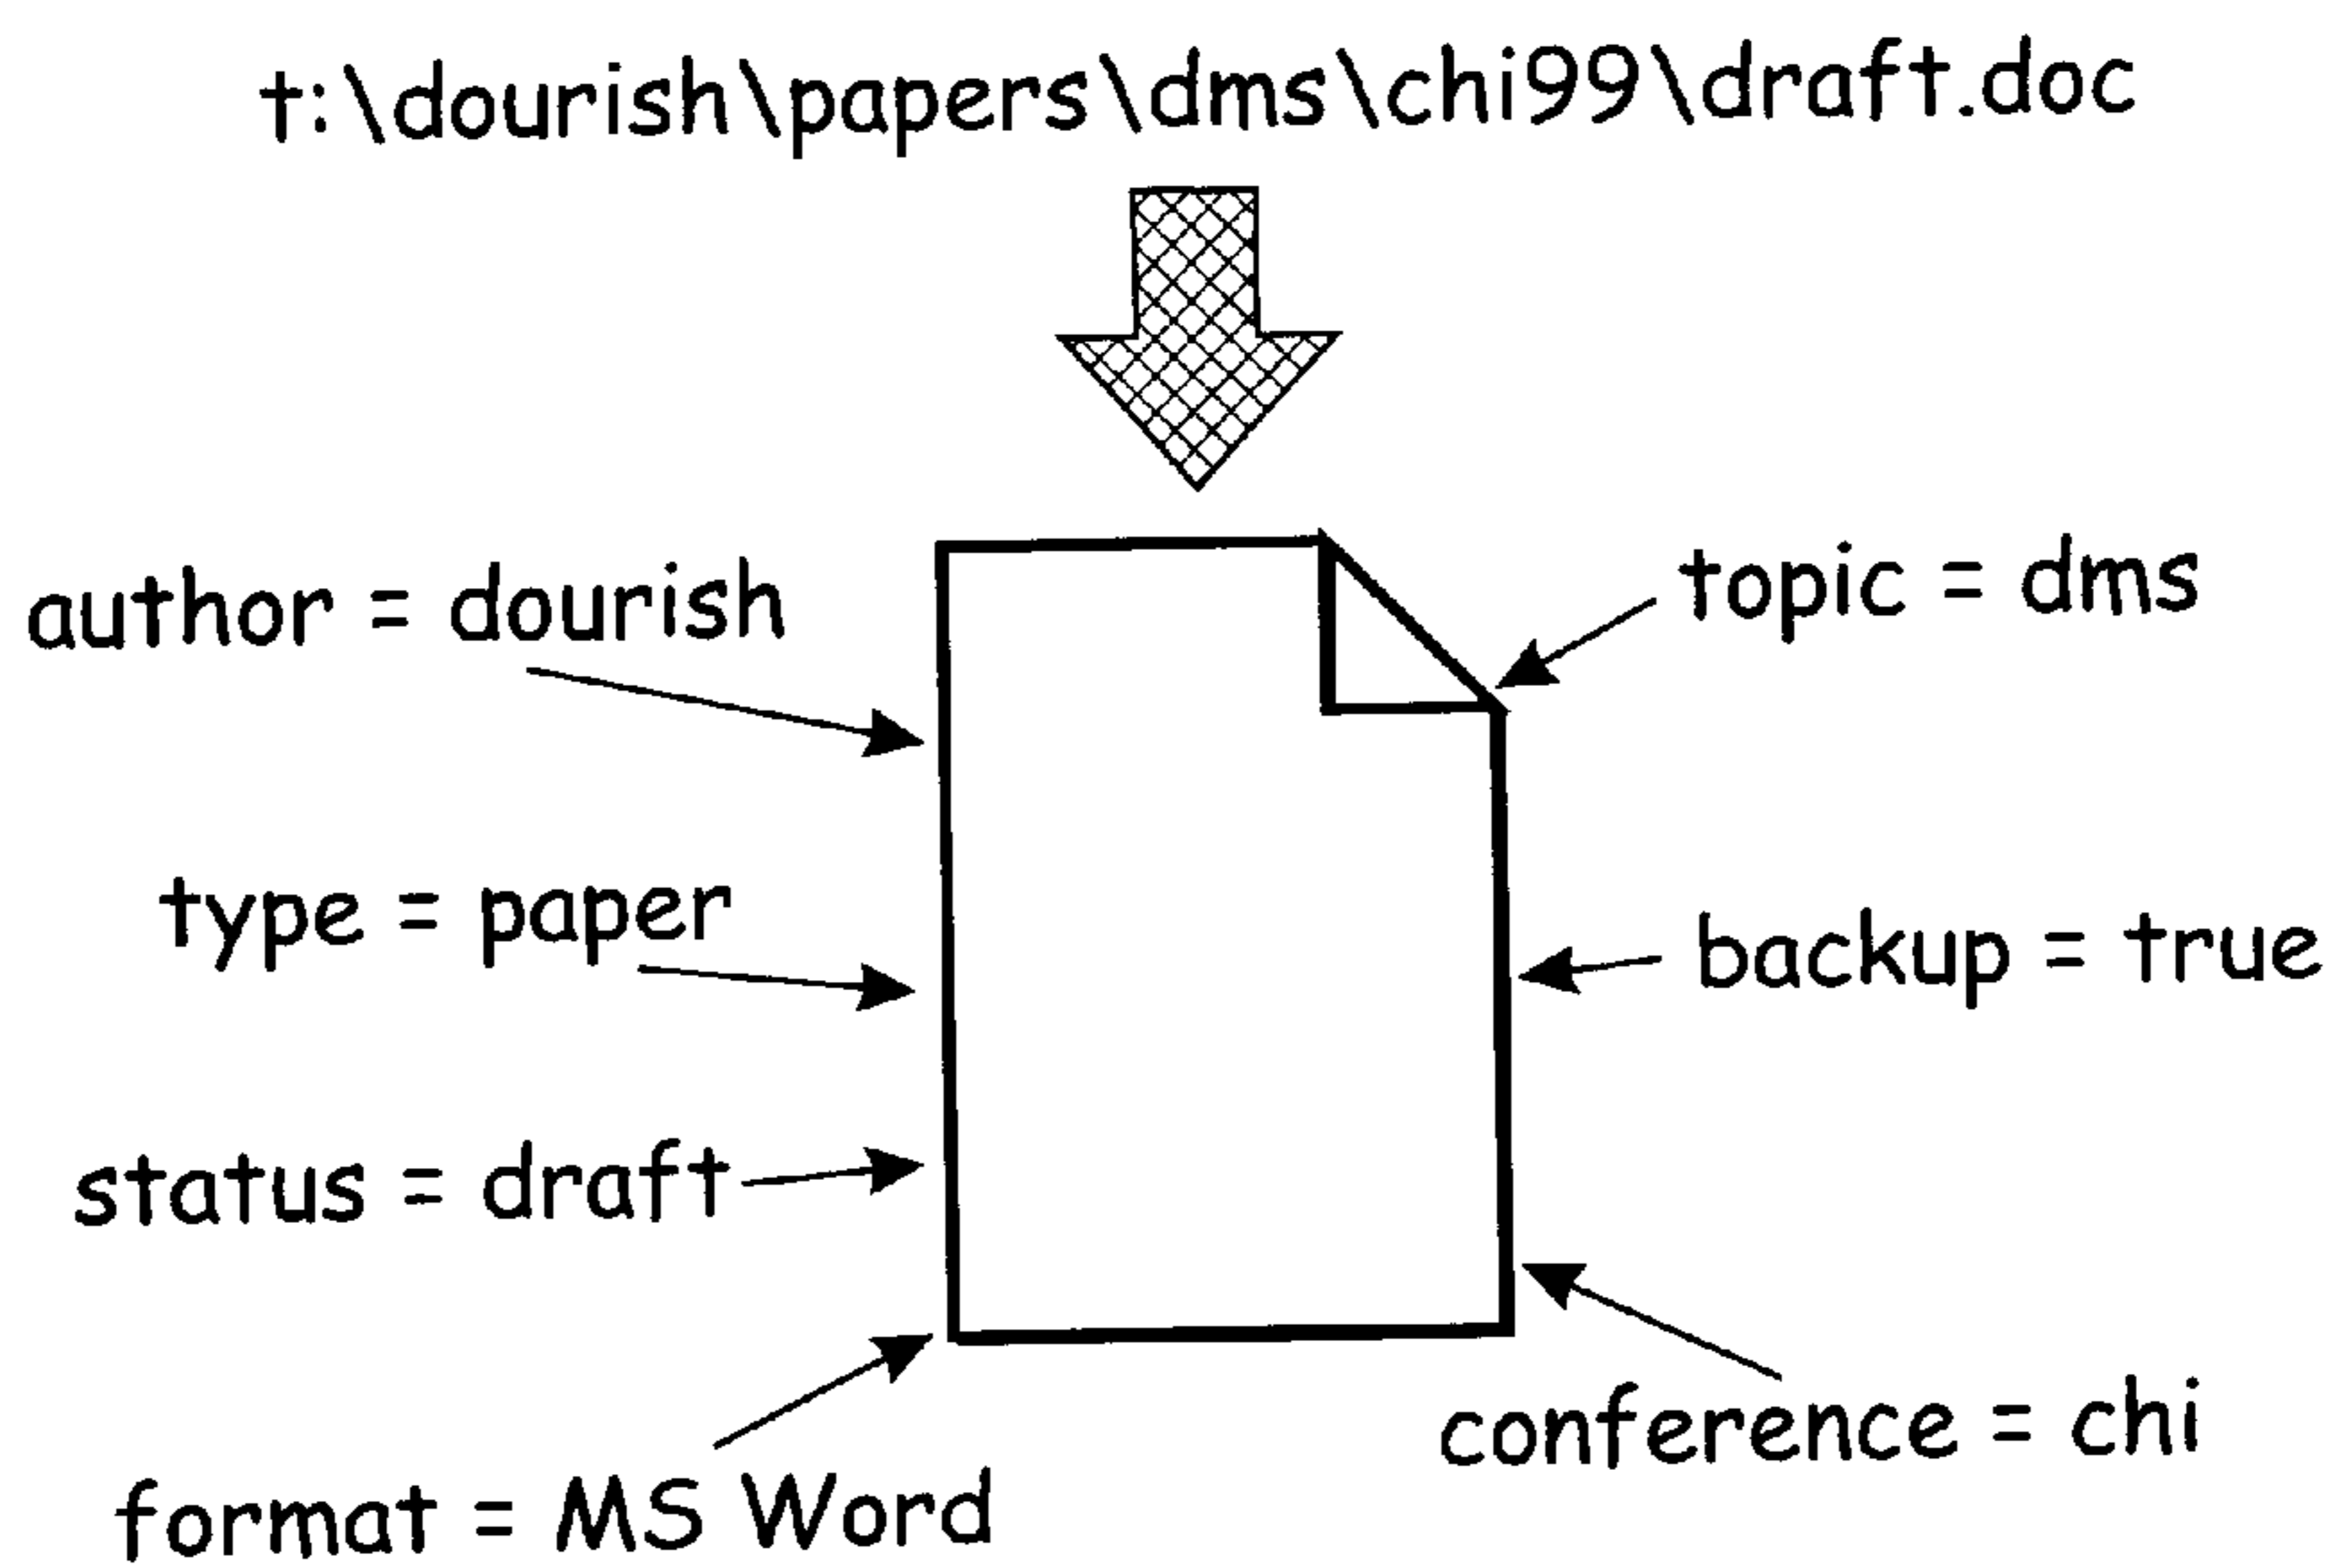 t:\dourish\papers\dms\chi99\draft.doc
author = dourish
topic = dms
type = paper
backup = true
status = draft
conference = chi
format = MS Word